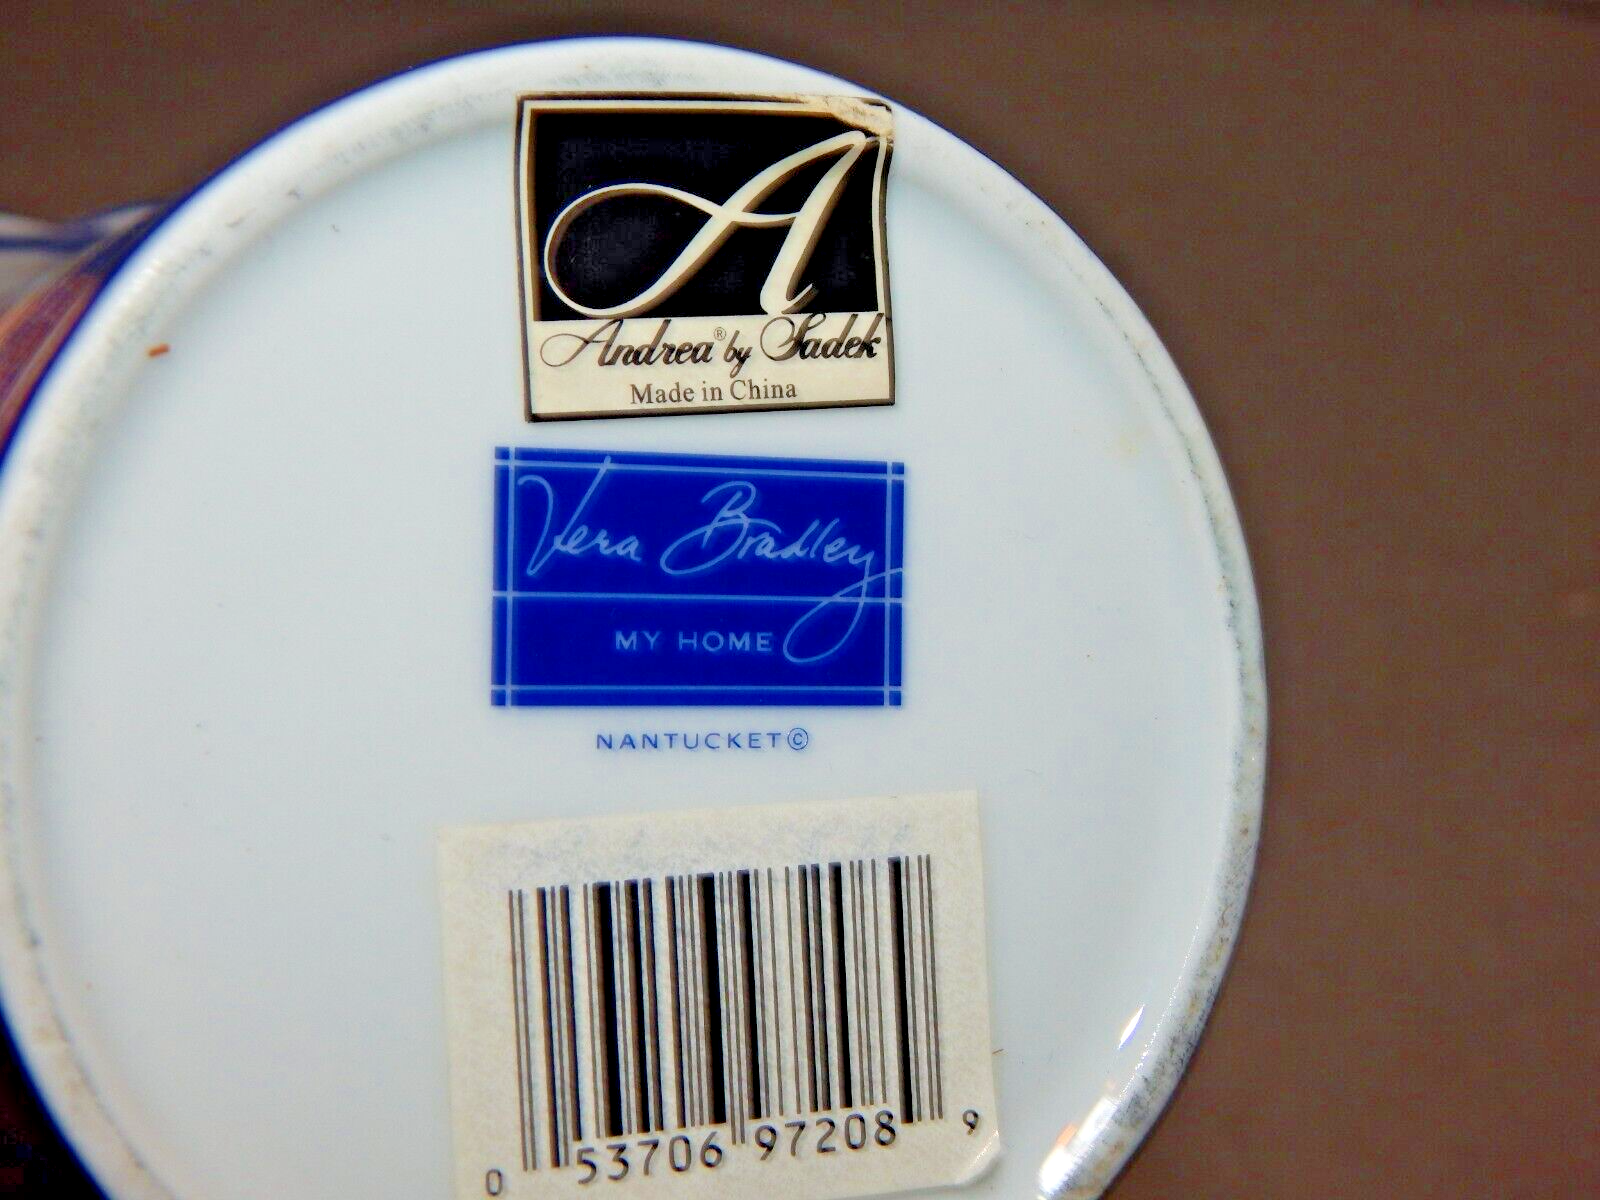 A
Andrea® by Sadek
Made in China
Vera Bradley
MY HOME
NANTUCKET©
0 53706 97208 9